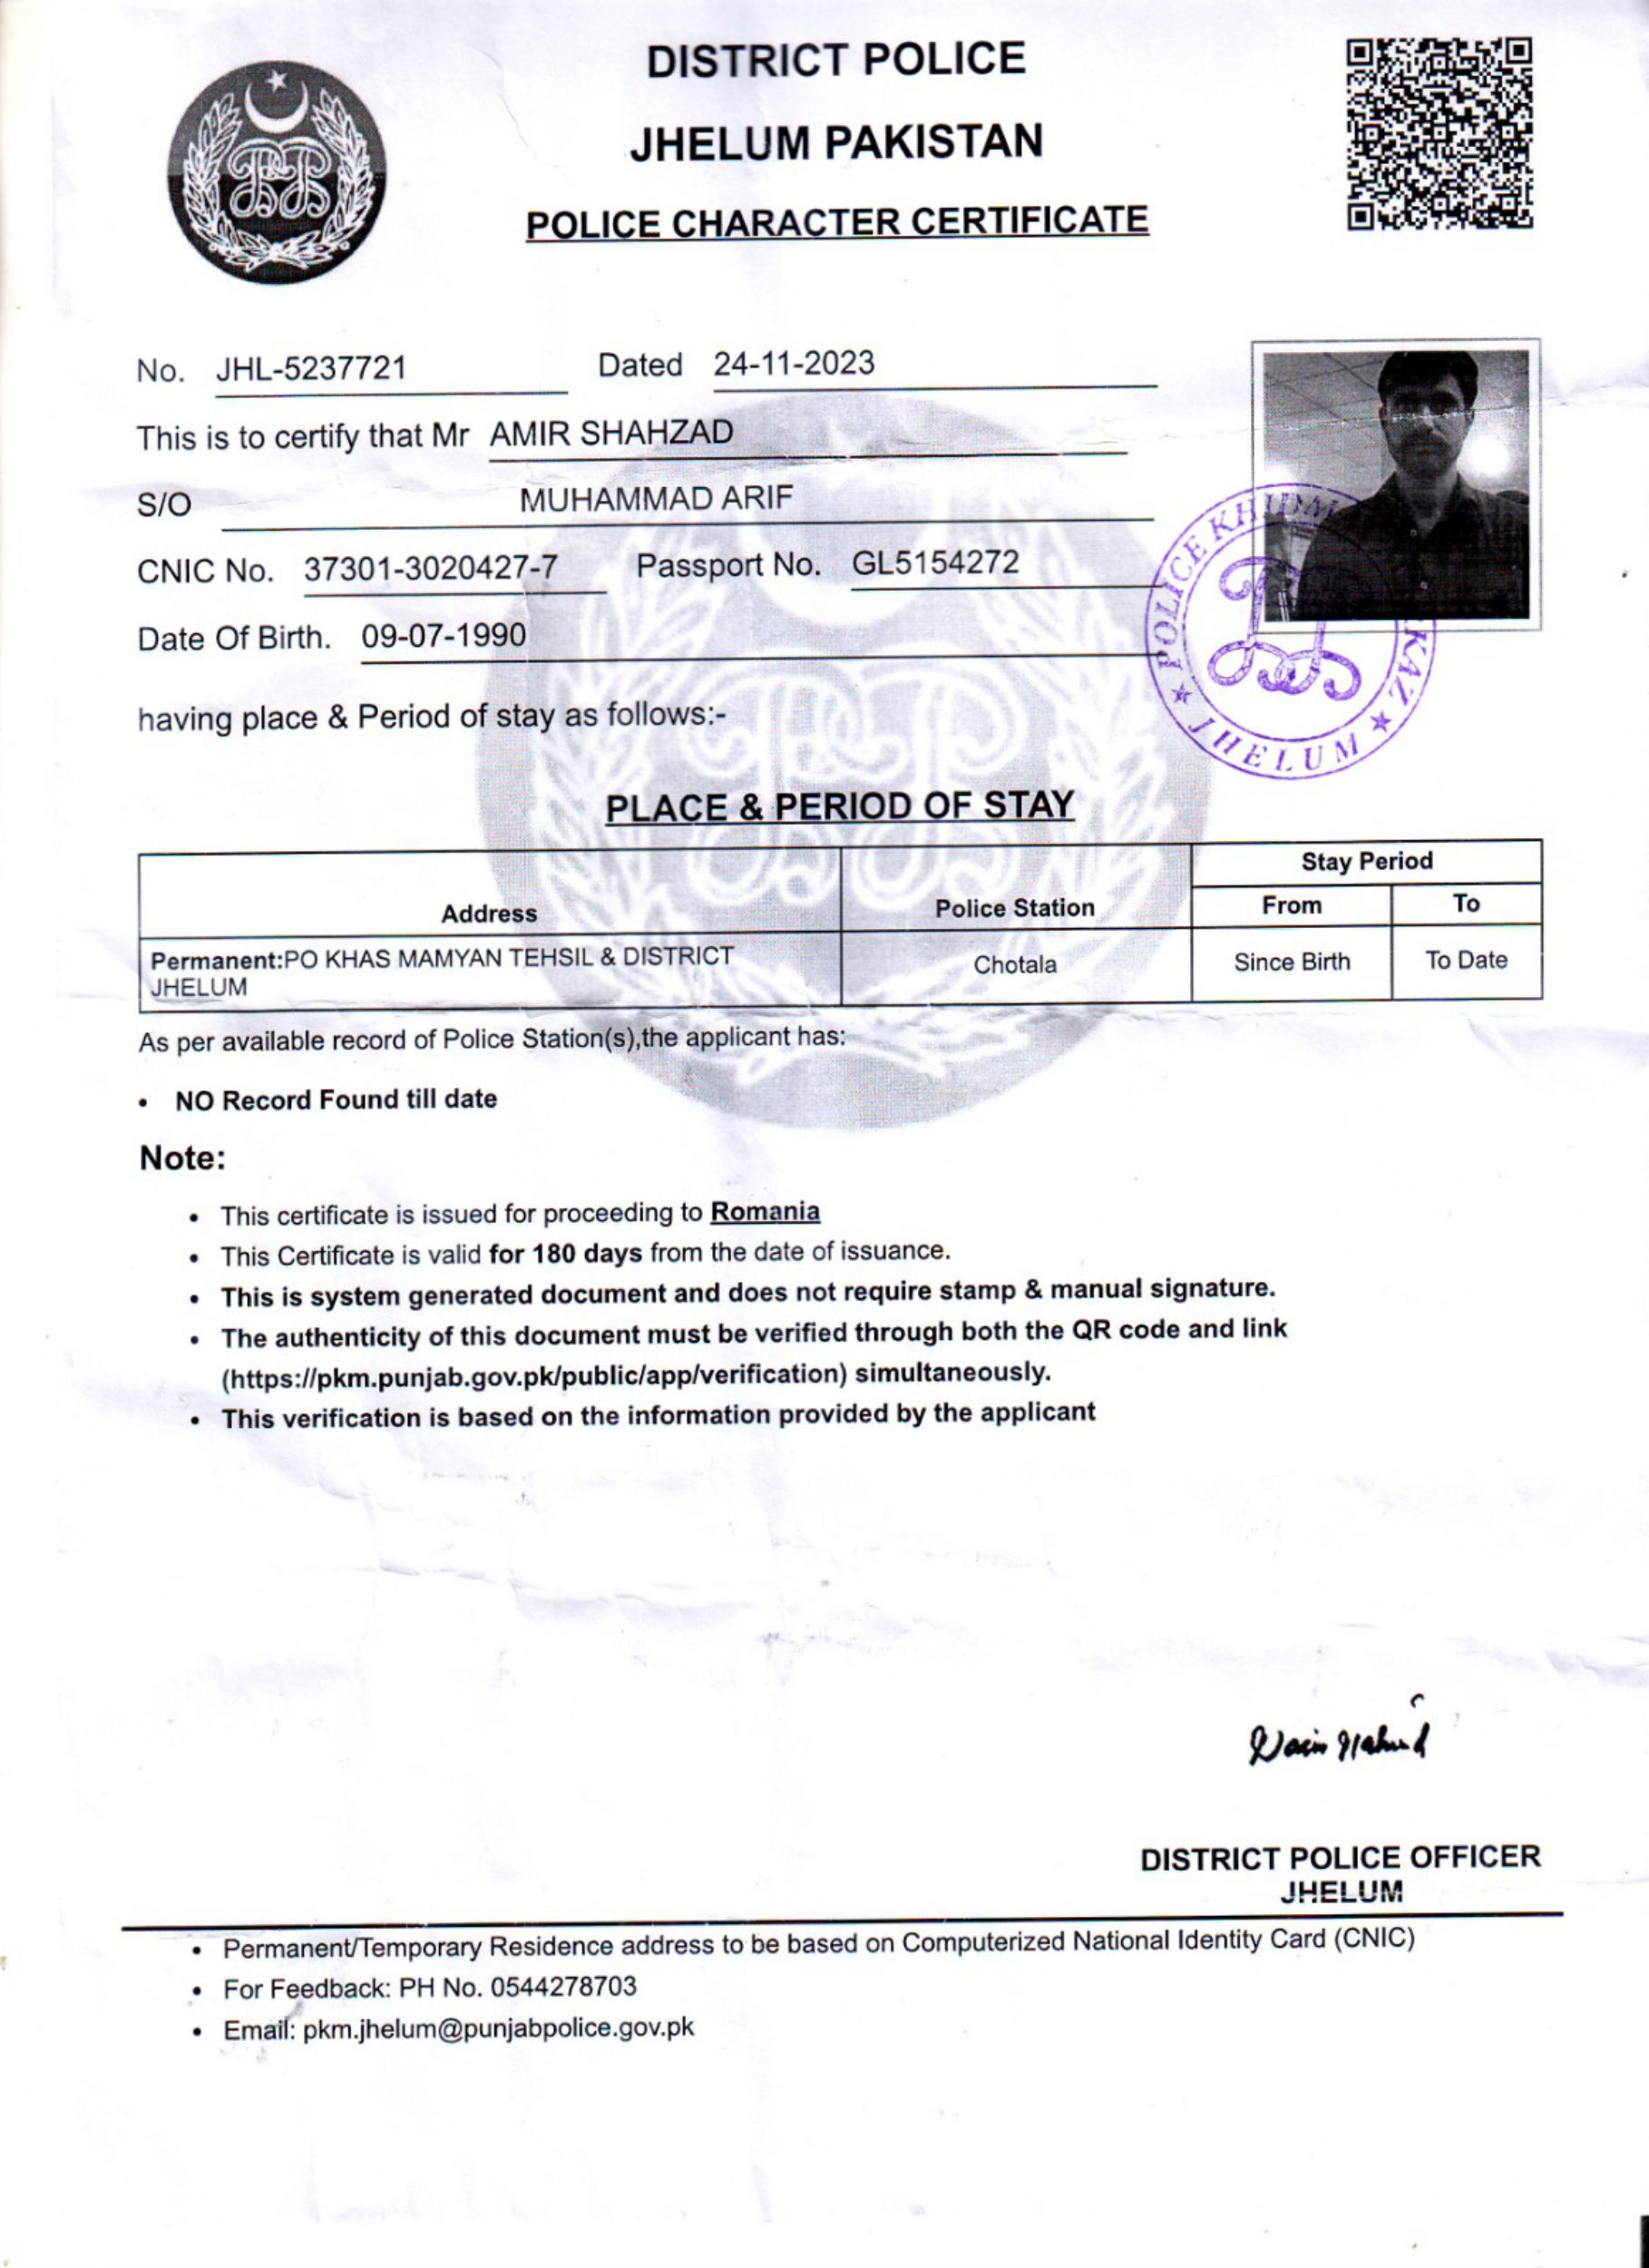 DISTRICT POLICE
JHELUM PAKISTAN
POLICE CHARACTER CERTIFICATE
No. JHL-5237721 Dated 24-11-2023
This is to certify that Mr AMIR SHAHZAD
S/O MUHAMMAD ARIF
CNIC No. 37301-3020427-7 Passport No. GL5154272
Date Of Birth. 09-07-1990
having place & Period of stay as follows:-
POLICE KHIDM KAZ
★ JHELUM ★
PLACE & PERIOD OF STAY
Stay Period
Address Police Station From To
Permanent:PO KHAS MAMYAN TEHSIL & DISTRICT Chotala Since Birth To Date
JHELUM
As per available record of Police Station(s),the applicant has:
• NO Record Found till date
Note:
• This certificate is issued for proceeding to Romania
• This Certificate is valid for 180 days from the date of issuance.
• This is system generated document and does not require stamp & manual signature.
• The authenticity of this document must be verified through both the QR code and link
(https://pkm.punjab.gov.pk/public/app/verification) simultaneously.
• This verification is based on the information provided by the applicant
DISTRICT POLICE OFFICER
JHELUM
• Permanent/Temporary Residence address to be based on Computerized National Identity Card (CNIC)
• For Feedback: PH No. 0544278703
• Email: pkm.jhelum@punjabpolice.gov.pk